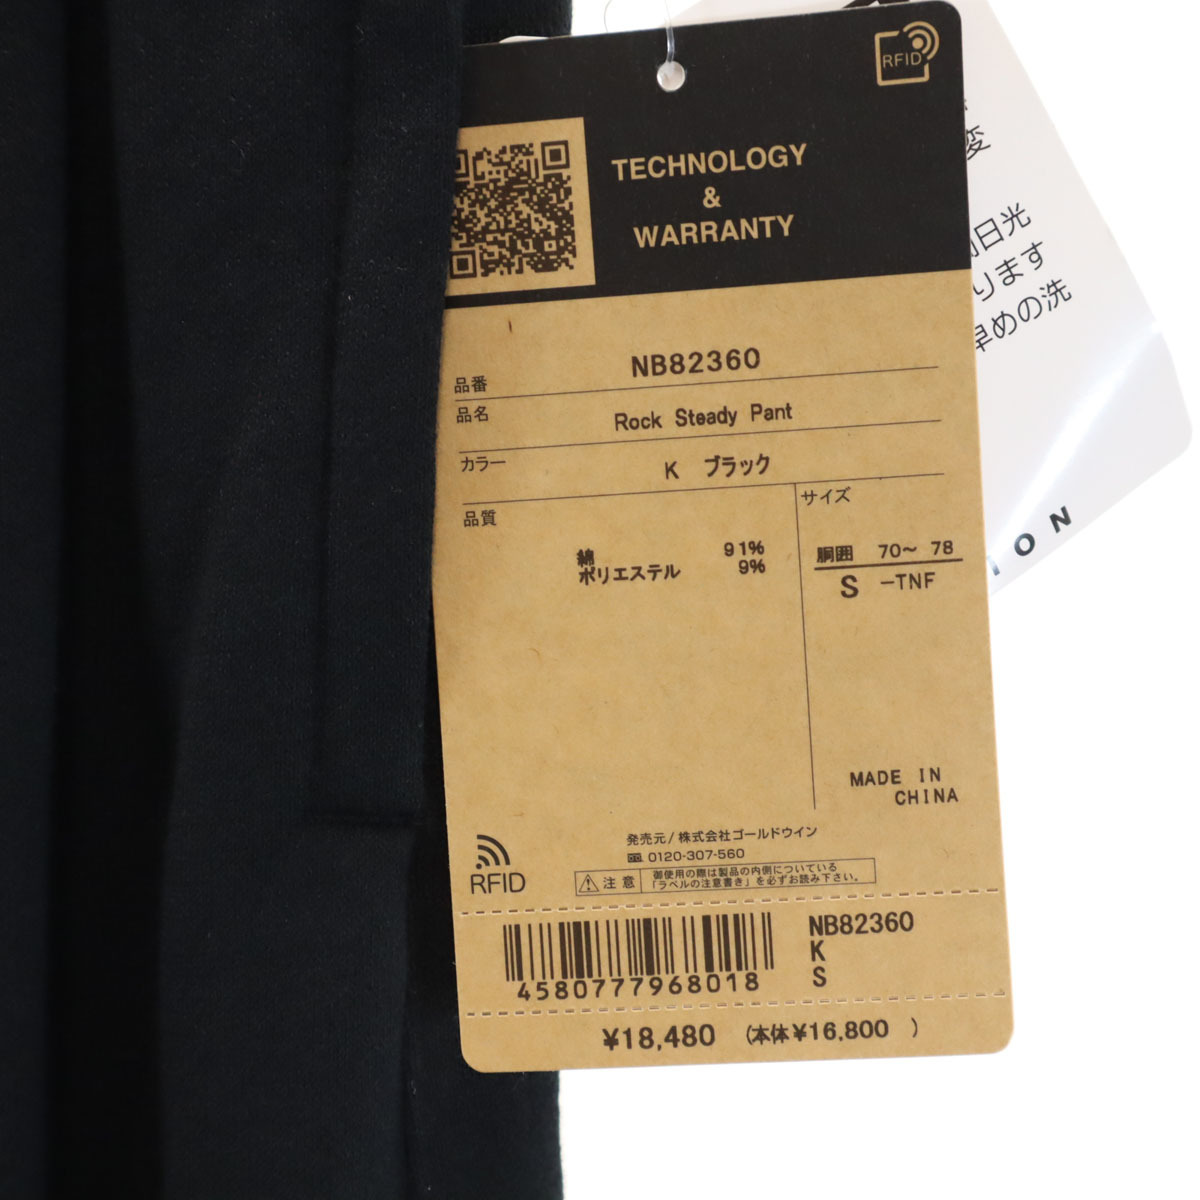 RFID
TECHNOLOGY
&
WARRANTY
変
日光
ります
早めの洗
ION
品番 NB82360
品名 Rock Steady Pant
カラー K ブラック
品質
綿 91%
ポリエステル 9%
サイズ
胴囲 70～ 78
S -TNF
MADE IN
CHINA
発売元/株式会社ゴールドウイン
0120-307-560
RFID
注意
御使用の際は製品の内側についている
「ラベルの注意書き」を必ずお読み下さい。
4580777968018
NB82360
K
S
¥18,480 (本体¥16,800 )